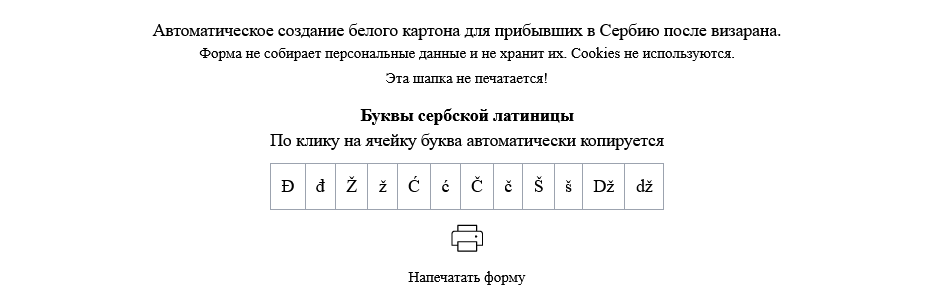 Автоматическое создание белого картона для прибывших в Сербию после визарана.
Форма не собирает персональные данные и не хранит их. Cookies не используются.
Эта шапка не печатается!
Буквы сербской латиницы
По клику на ячейку буква автоматически копируется
Đ đ Ž ž Ć ć Č č Š š Dž dž
Напечатать форму